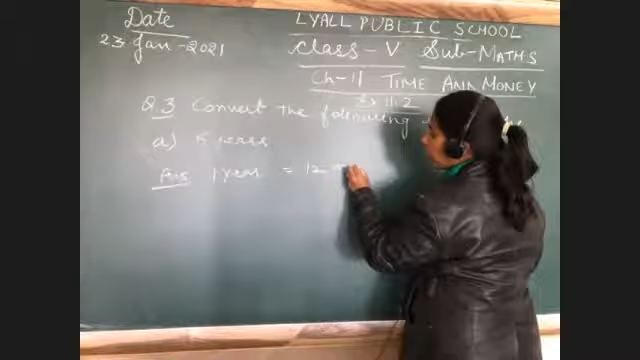 Date
23 Jan-2021
LYALL PUBLIC SCHOOL
Class-V Sub-MATHS
Ch-11 TIME AND MONEY
Ex 11.2
Q.3 Convert the following
a) 5 years
Ans 1 year = 12